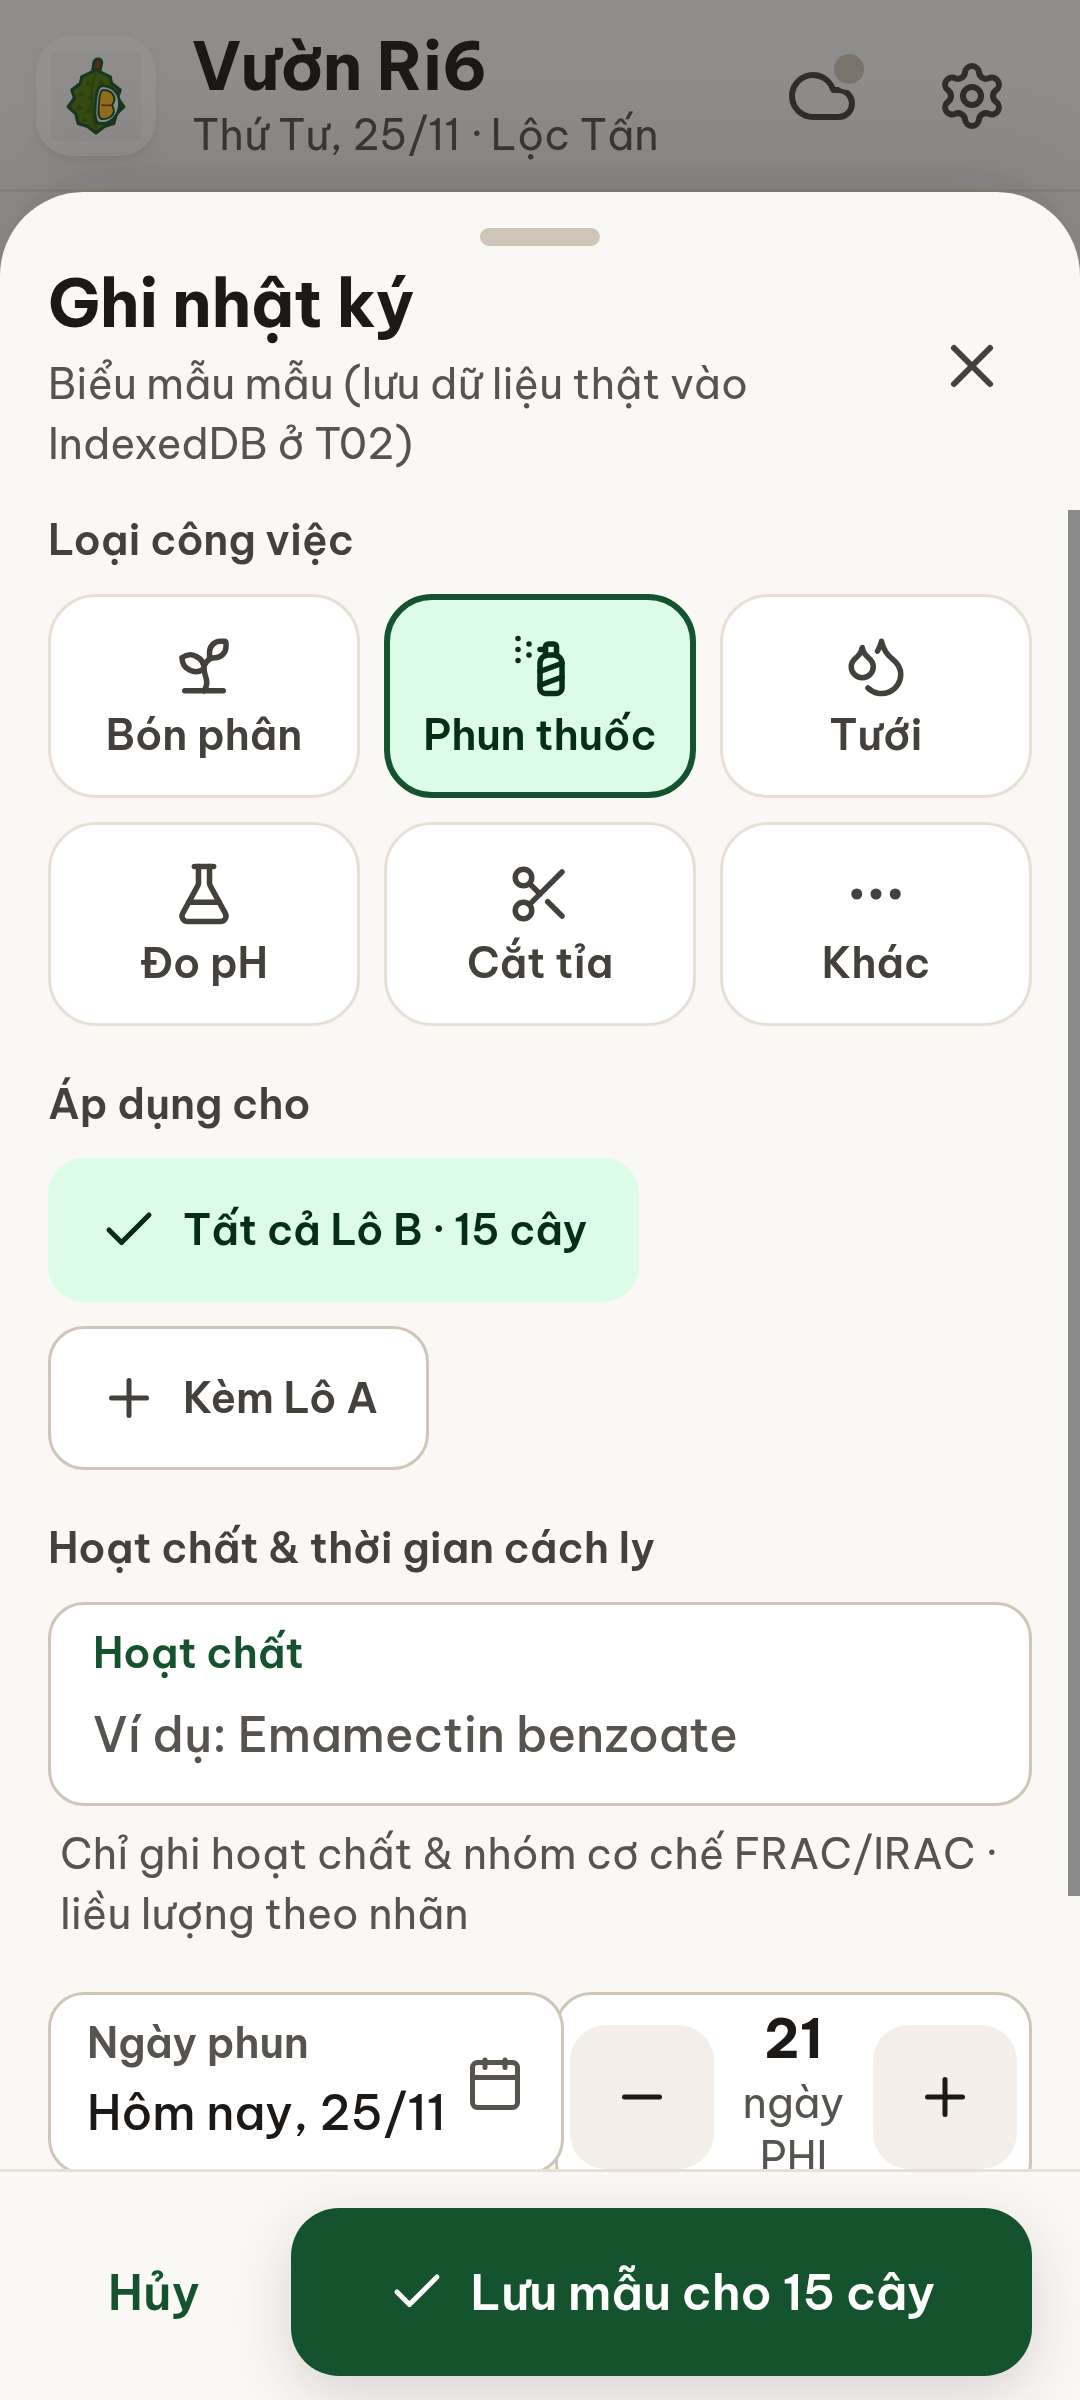 Vườn Ri6
Thứ Tư, 25/11 · Lộc Tấn
Ghi nhật ký
Biểu mẫu mẫu (lưu dữ liệu thật vào
IndexedDB ở T02)
Loại công việc
Bón phân
Phun thuốc
Tưới
Đo pH
Cắt tỉa
Khác
Áp dụng cho
Tất cả Lô B · 15 cây
Kèm Lô A
Hoạt chất & thời gian cách ly
Hoạt chất
Ví dụ: Emamectin benzoate
Chỉ ghi hoạt chất & nhóm cơ chế FRAC/IRAC ·
liều lượng theo nhãn
Ngày phun
Hôm nay, 25/11
21
ngày
PHI
Hủy
Lưu mẫu cho 15 cây